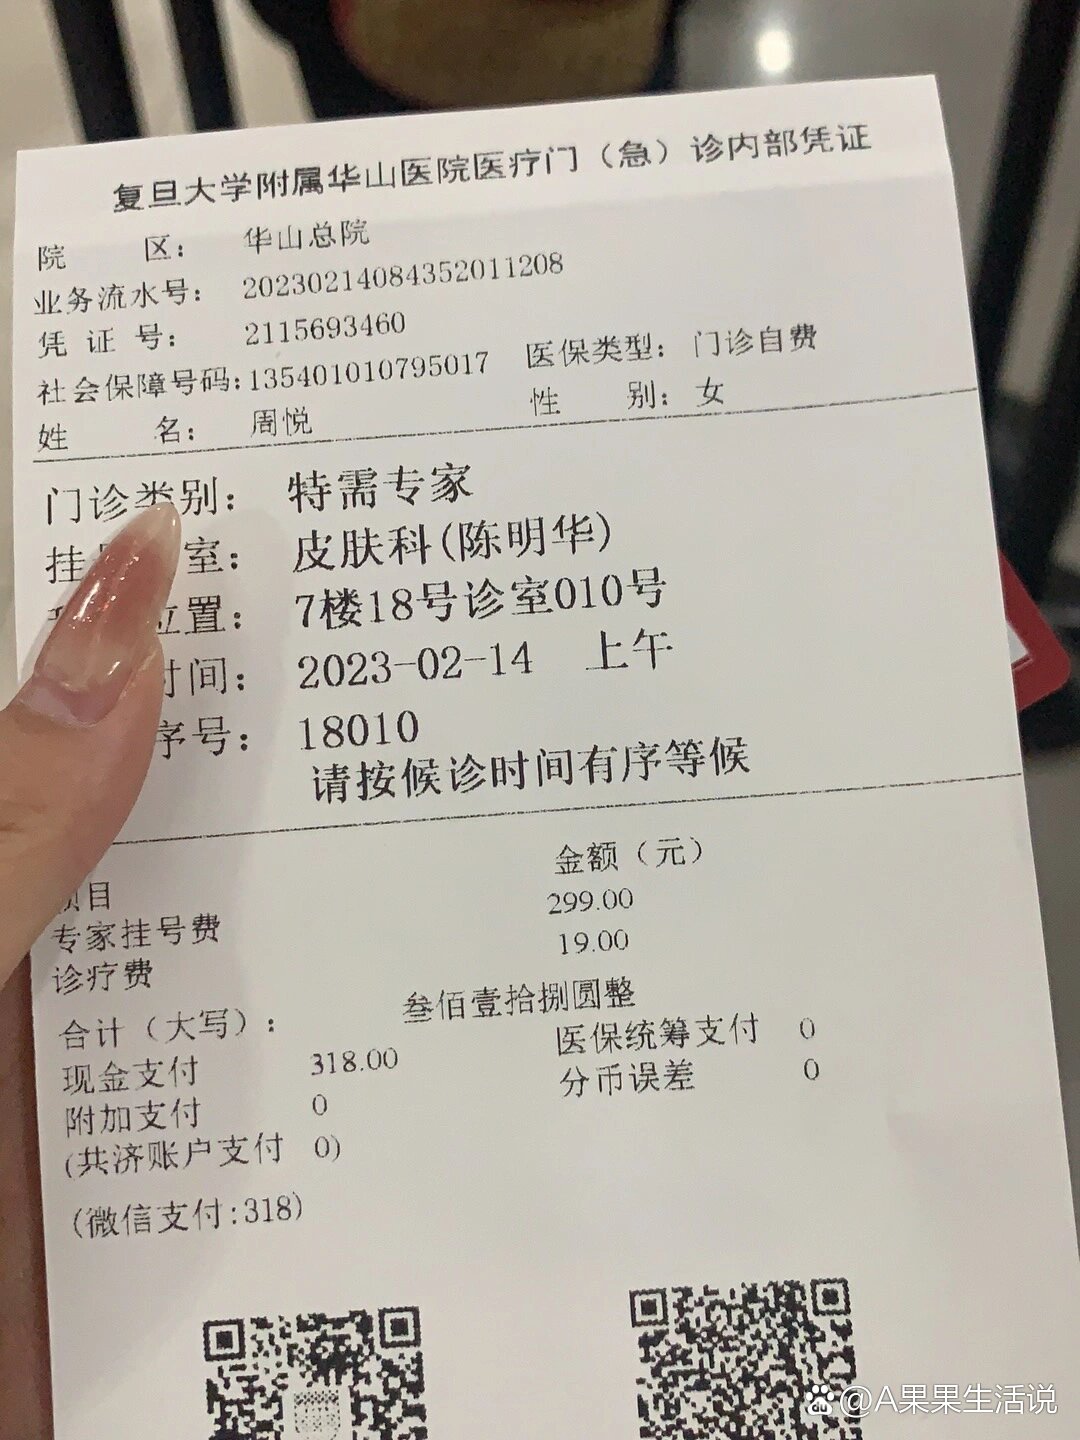 复旦大学附属华山医院医疗门（急）诊内部凭证
院 区： 华山总院
业务流水号： 20230214084352011208
凭 证 号： 2115693460
社会保障号码:135401010795017 医保类型： 门诊自费
姓 名： 周悦 性 别： 女
门诊类别： 特需专家
挂 室： 皮肤科(陈明华)
位置： 7楼18号诊室010号
时间： 2023-02-14 上午
序号： 18010
请按候诊时间有序等候
项目 金额（元）
专家挂号费 299.00
诊疗费 19.00
合计（大写）： 叁佰壹拾捌圆整
现金支付 318.00 医保统筹支付 0
附加支付 0 分币误差 0
(共济账户支付 0)
(微信支付:318)
@A果果生活说